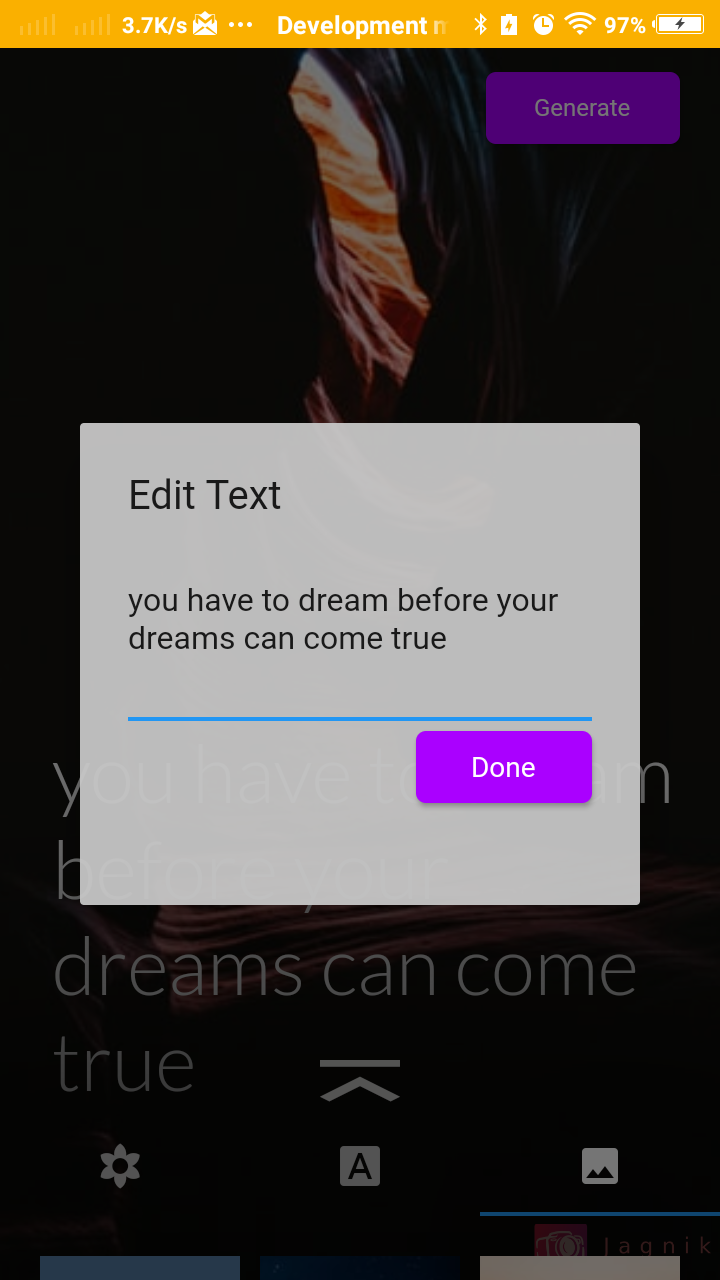 3.7K/s ... Development 97%
Generate
Edit Text
you have to dream before your
dreams can come true
Done
you have to dream
before your
dreams can come
true
A
Jagnik